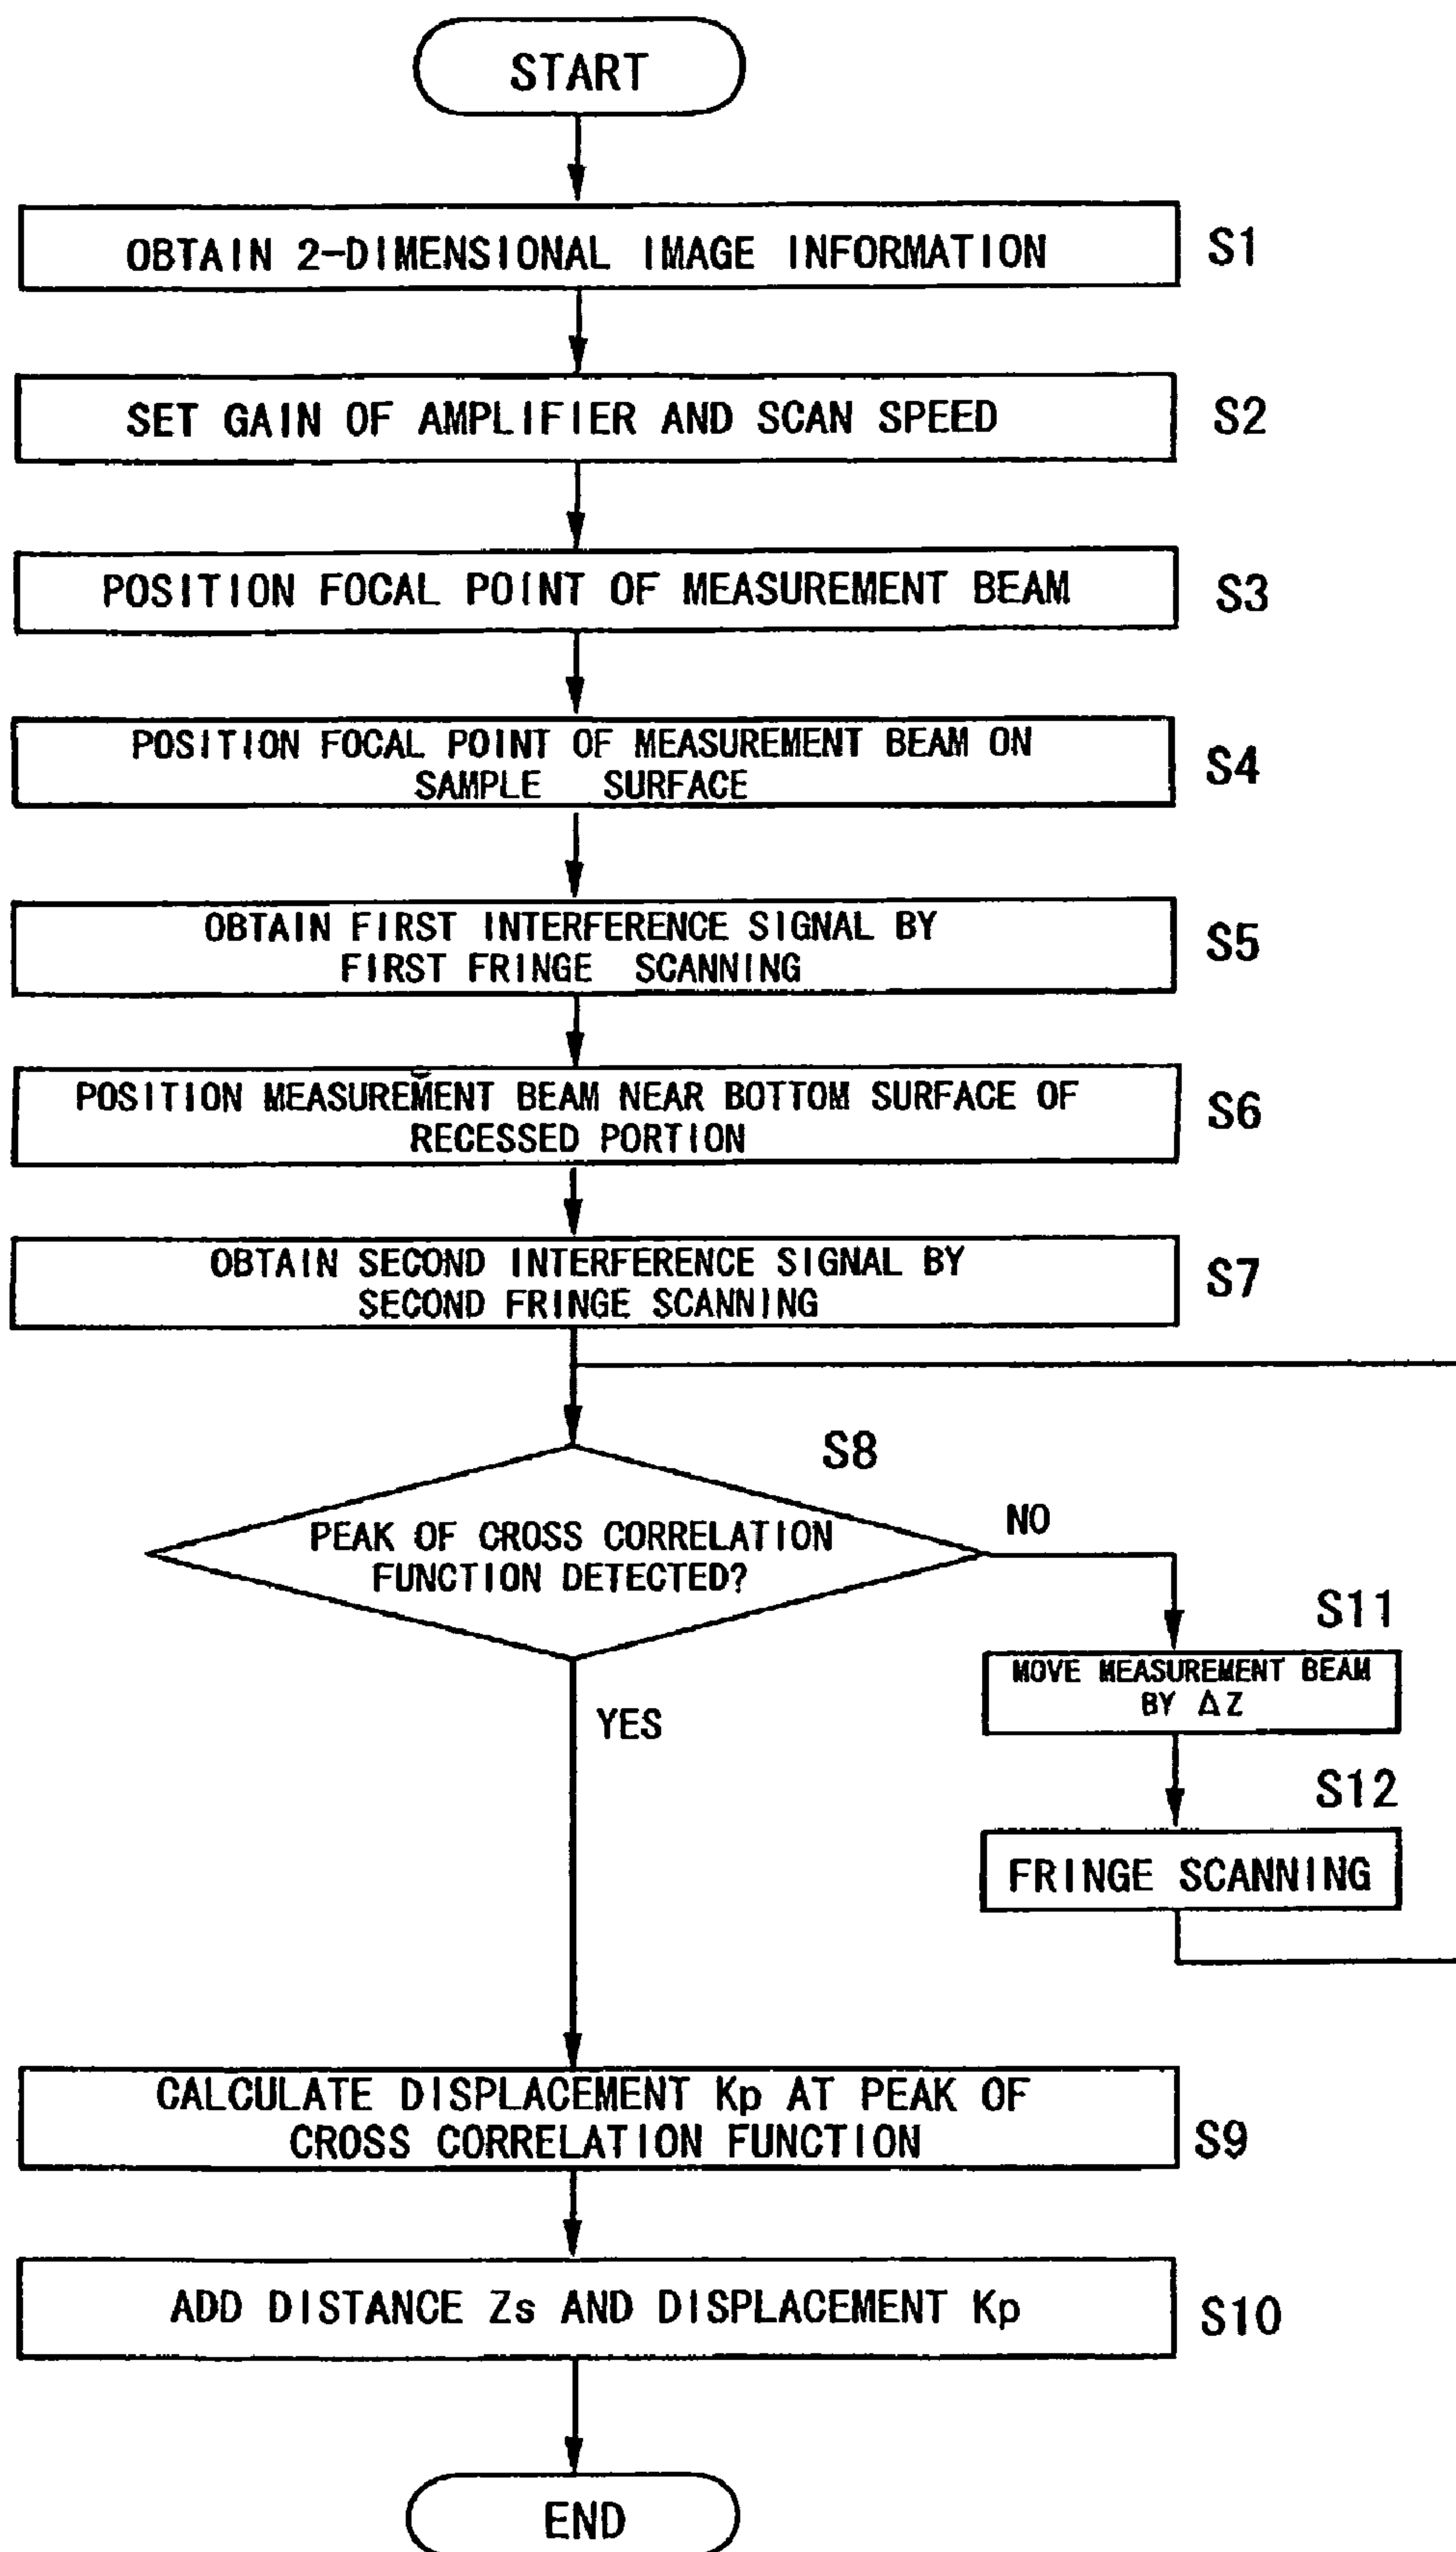 START
OBTAIN 2-DIMENSIONAL IMAGE INFORMATION
S1
SET GAIN OF AMPLIFIER AND SCAN SPEED
S2
POSITION FOCAL POINT OF MEASUREMENT BEAM
S3
POSITION FOCAL POINT OF MEASUREMENT BEAM ON
SAMPLE SURFACE
S4
OBTAIN FIRST INTERFERENCE SIGNAL BY
FIRST FRINGE SCANNING
S5
POSITION MEASUREMENT BEAM NEAR BOTTOM SURFACE OF
RECESSED PORTION
S6
OBTAIN SECOND INTERFERENCE SIGNAL BY
SECOND FRINGE SCANNING
S7
S8
PEAK OF CROSS CORRELATION
FUNCTION DETECTED?
NO
S11
MOVE MEASUREMENT BEAM
BY ΔZ
YES
S12
FRINGE SCANNING
CALCULATE DISPLACEMENT Kp AT PEAK OF
CROSS CORRELATION FUNCTION
S9
ADD DISTANCE Zs AND DISPLACEMENT Kp
S10
END